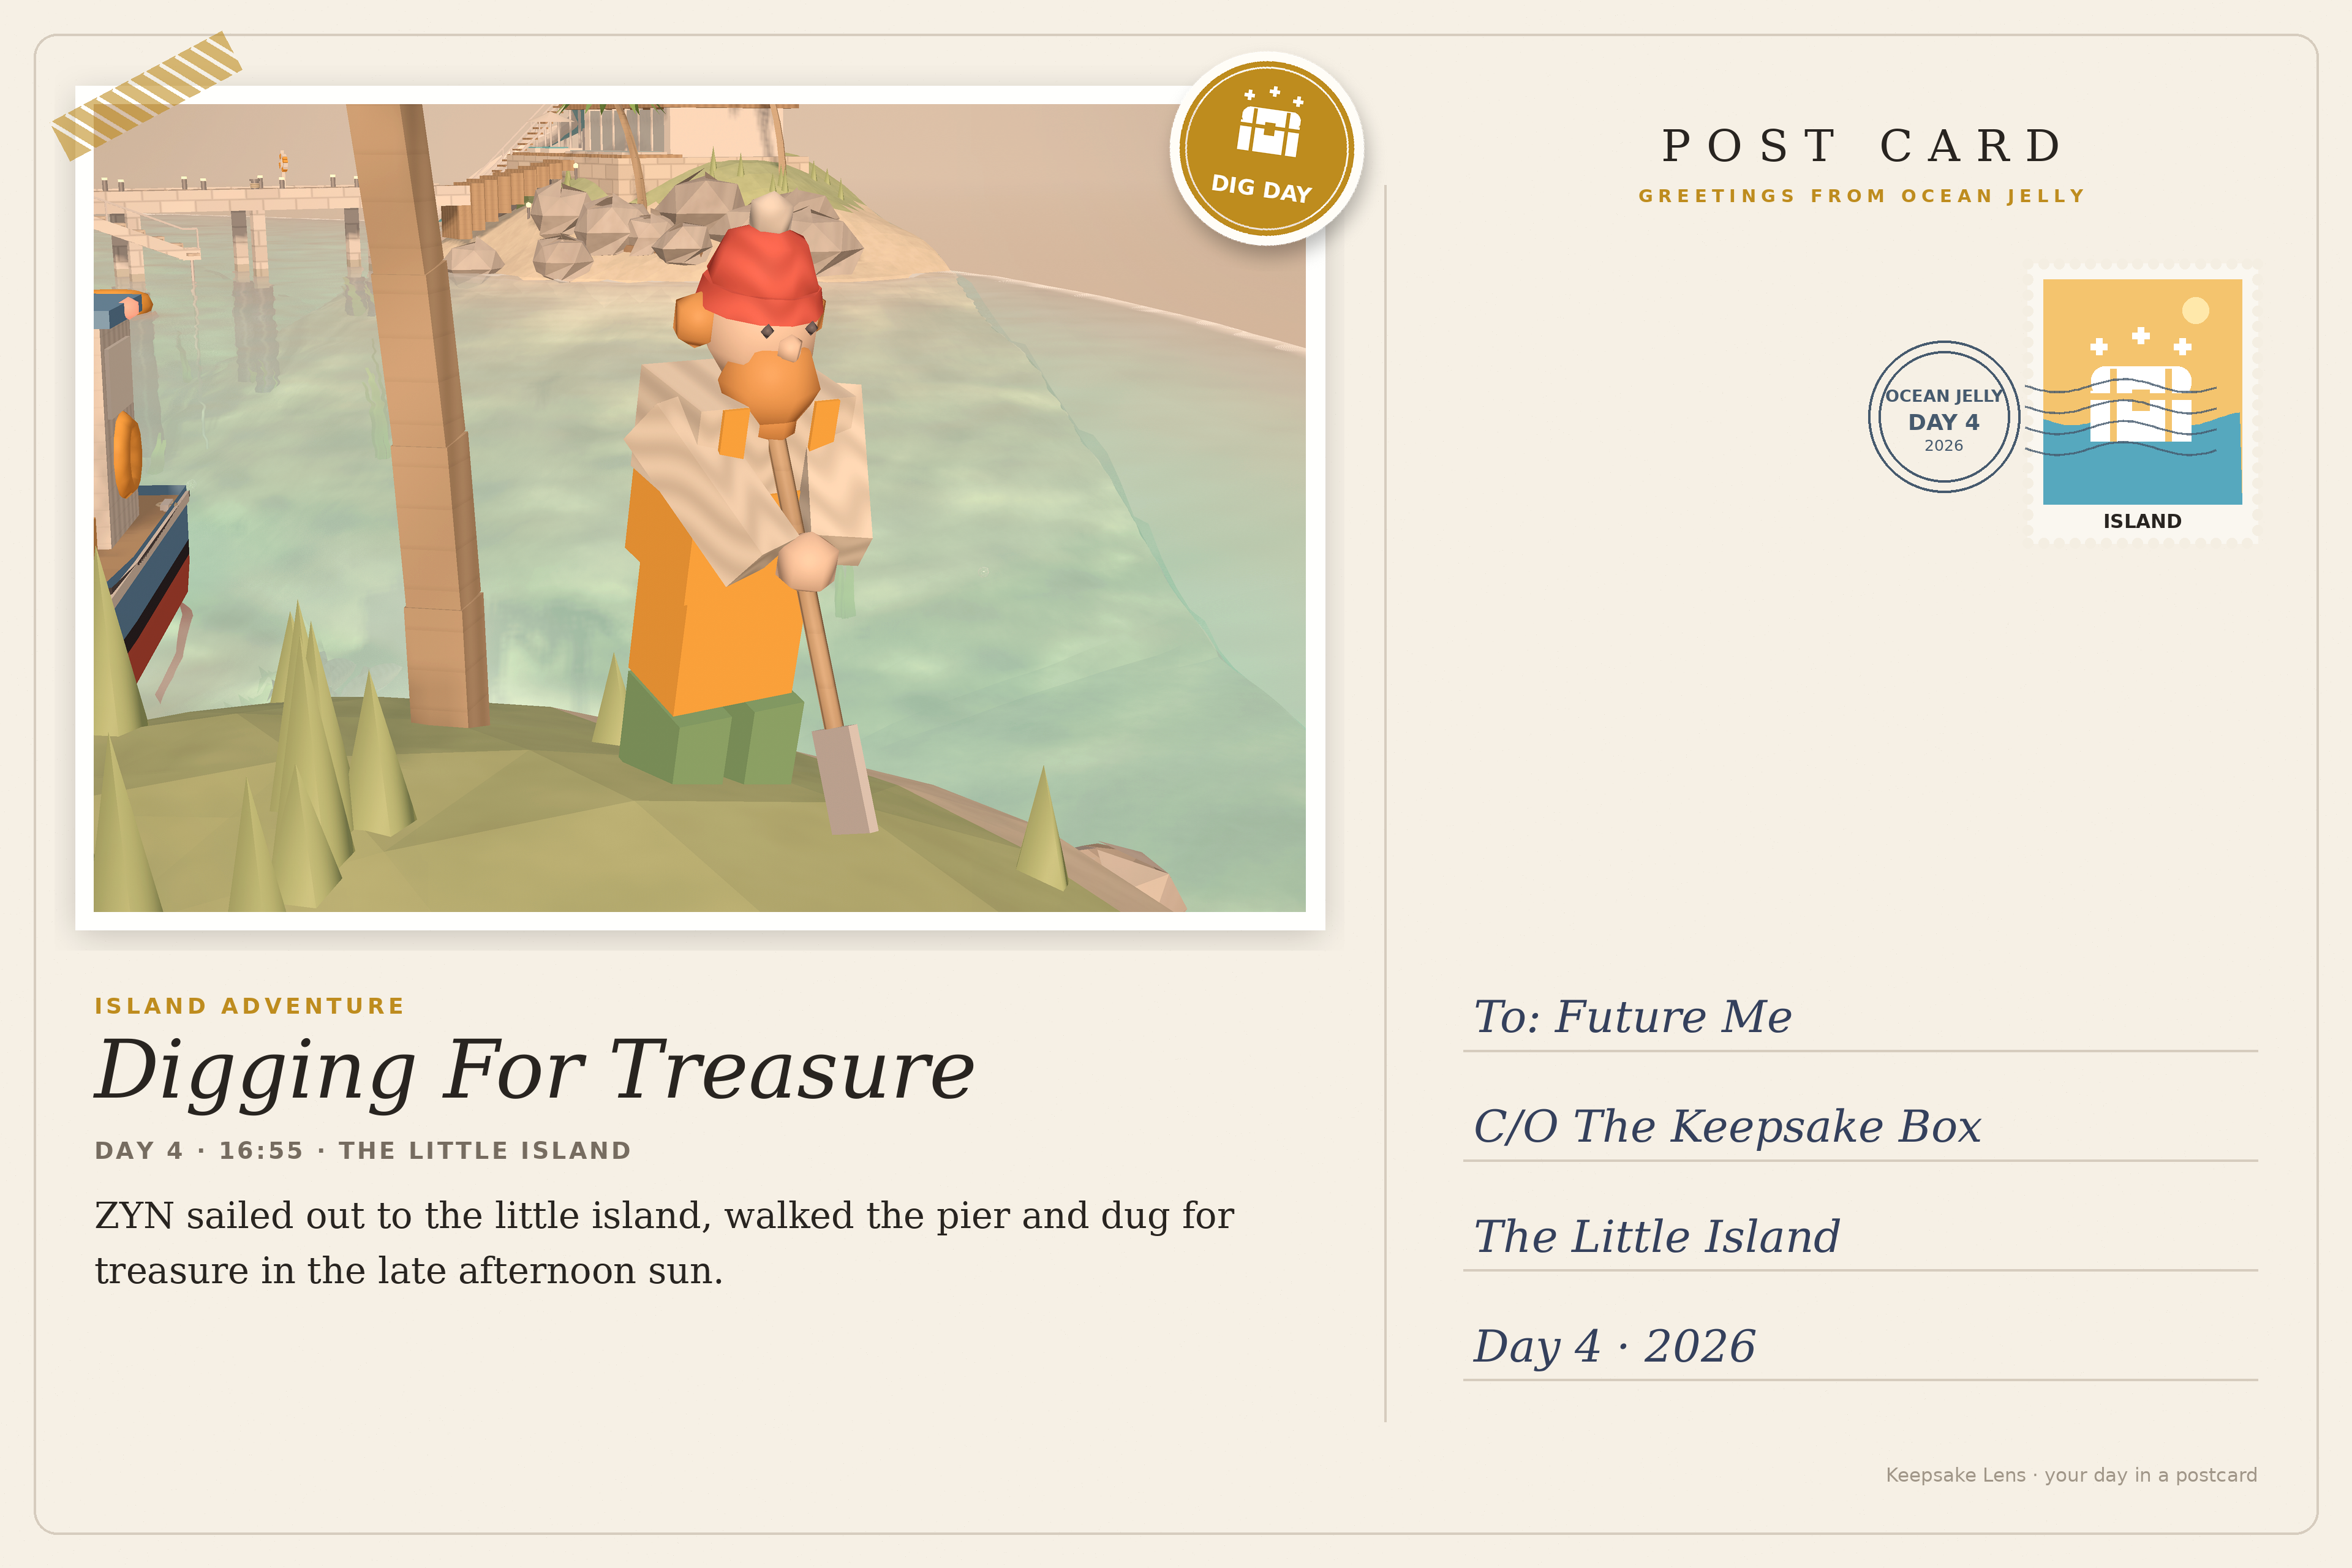 DIG DAY
ISLAND ADVENTURE
Digging For Treasure
DAY 4 · 16:55 · THE LITTLE ISLAND
ZYN sailed out to the little island, walked the pier and dug for
treasure in the late afternoon sun.
POST CARD
GREETINGS FROM OCEAN JELLY
OCEAN JELLY
DAY 4
2026
ISLAND
To: Future Me
C/O The Keepsake Box
The Little Island
Day 4 · 2026
Keepsake Lens · your day in a postcard